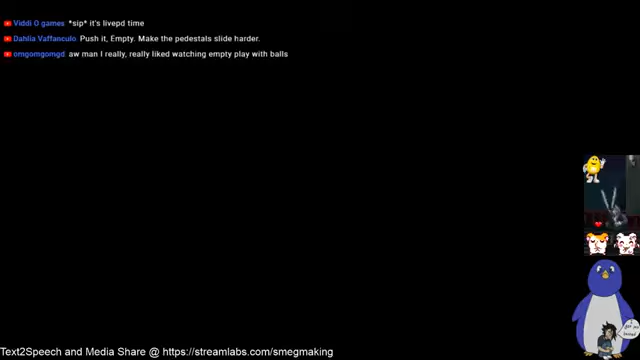 Viddi O games *sip* it's livepd time
Dahlia Vaffanculo Push it, Empty. Make the pedestals slide harder.
omgomgomgd aw man I really, really liked watching empty play with balls
Text2Speech and Media Share @ https://streamlabs.com/smegmaking